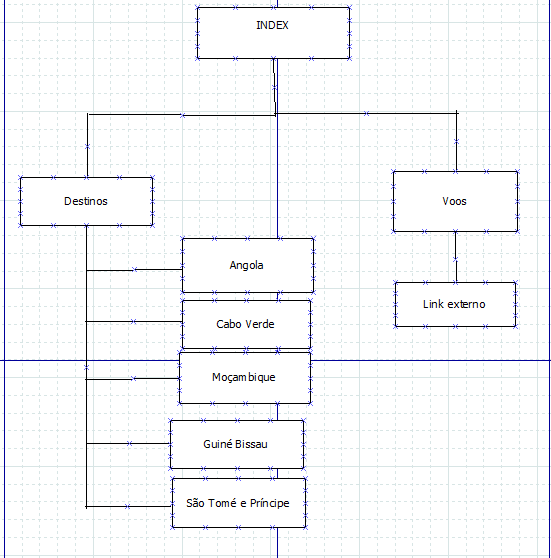 INDEX
Destinos
Voos
Angola
Link externo
Cabo Verde
Moçambique
Guiné Bissau
São Tomé e Príncipe